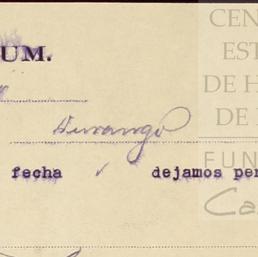 CEN
UM.
EST
DE H
Durango
DE
FUN
fecha dejamos per
Ca